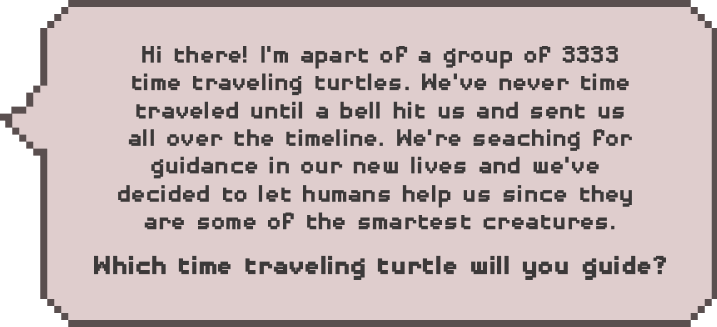 Hi there! I'm apart of a group of 3333
time traveling turtles. We've never time
traveled until a bell hit us and sent us
all over the timeline. We're seaching for
guidance in our new lives and we've
decided to let humans help us since they
are some of the smartest creatures.
Which time traveling turtle will you guide?